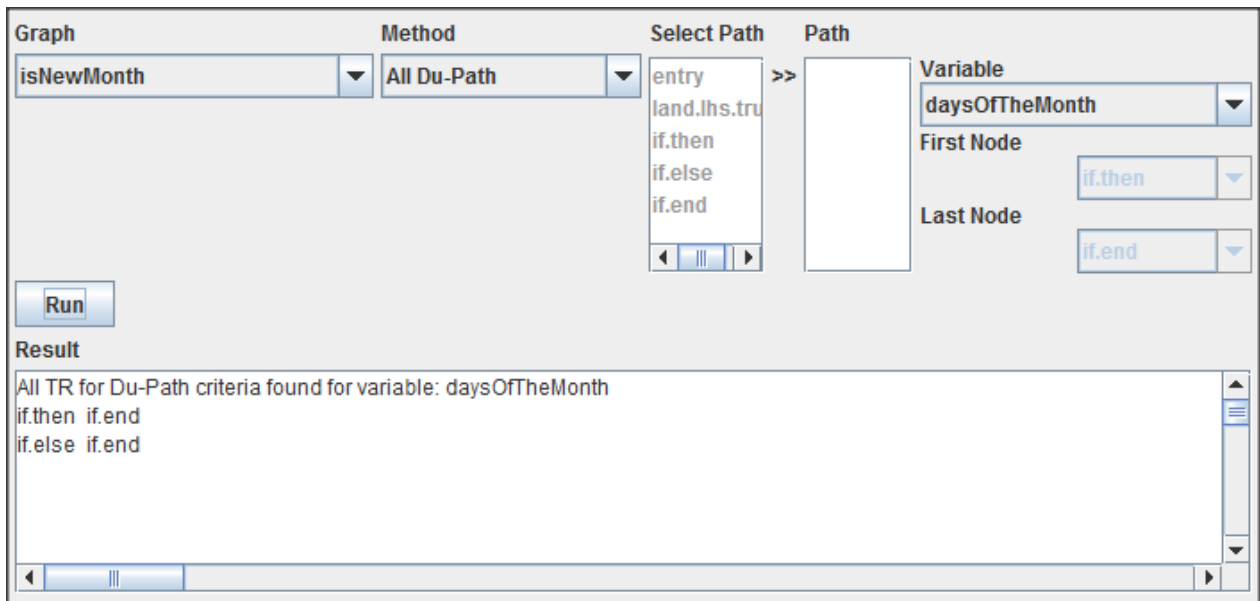 Graph
Method
Select Path
Path
isNewMonth
All Du-Path
entry
land.lhs.tru
if.then
if.else
if.end
>>
Variable
daysOfTheMonth
First Node
if.then
Last Node
if.end
Run
Result
All TR for Du-Path criteria found for variable: daysOfTheMonth
if.then if.end
if.else if.end